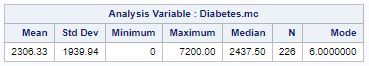 Analysis Variable : Diabetes.mc
Mean Std Dev Minimum Maximum Median N Mode
2306.33 1939.94 0 7200.00 2437.50 226 6.0000000